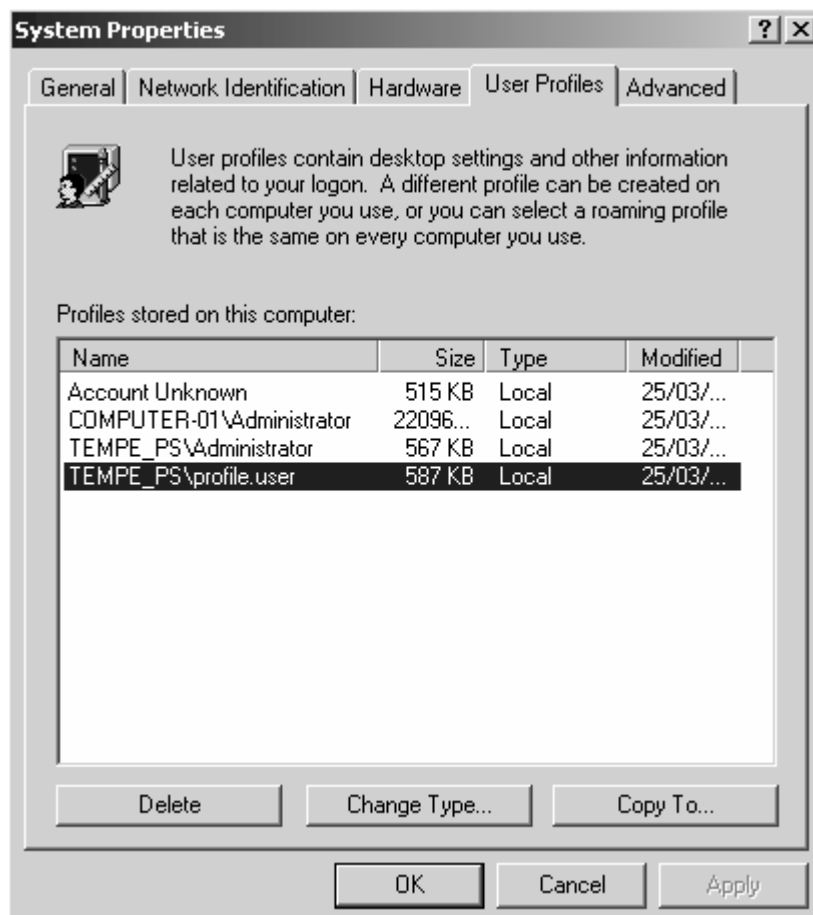 System Properties
General Network Identification Hardware User Profiles Advanced
User profiles contain desktop settings and other information
related to your logon. A different profile can be created on
each computer you use, or you can select a roaming profile
that is the same on every computer you use.
Profiles stored on this computer:
Name Size Type Modified
Account Unknown 515 KB Local 25/03/...
COMPUTER-01\Administrator 22096... Local 25/03/...
TEMPE_PS\Administrator 567 KB Local 25/03/...
TEMPE_PS\profile.user 587 KB Local 25/03/...
Delete Change Type... Copy To...
OK Cancel Apply